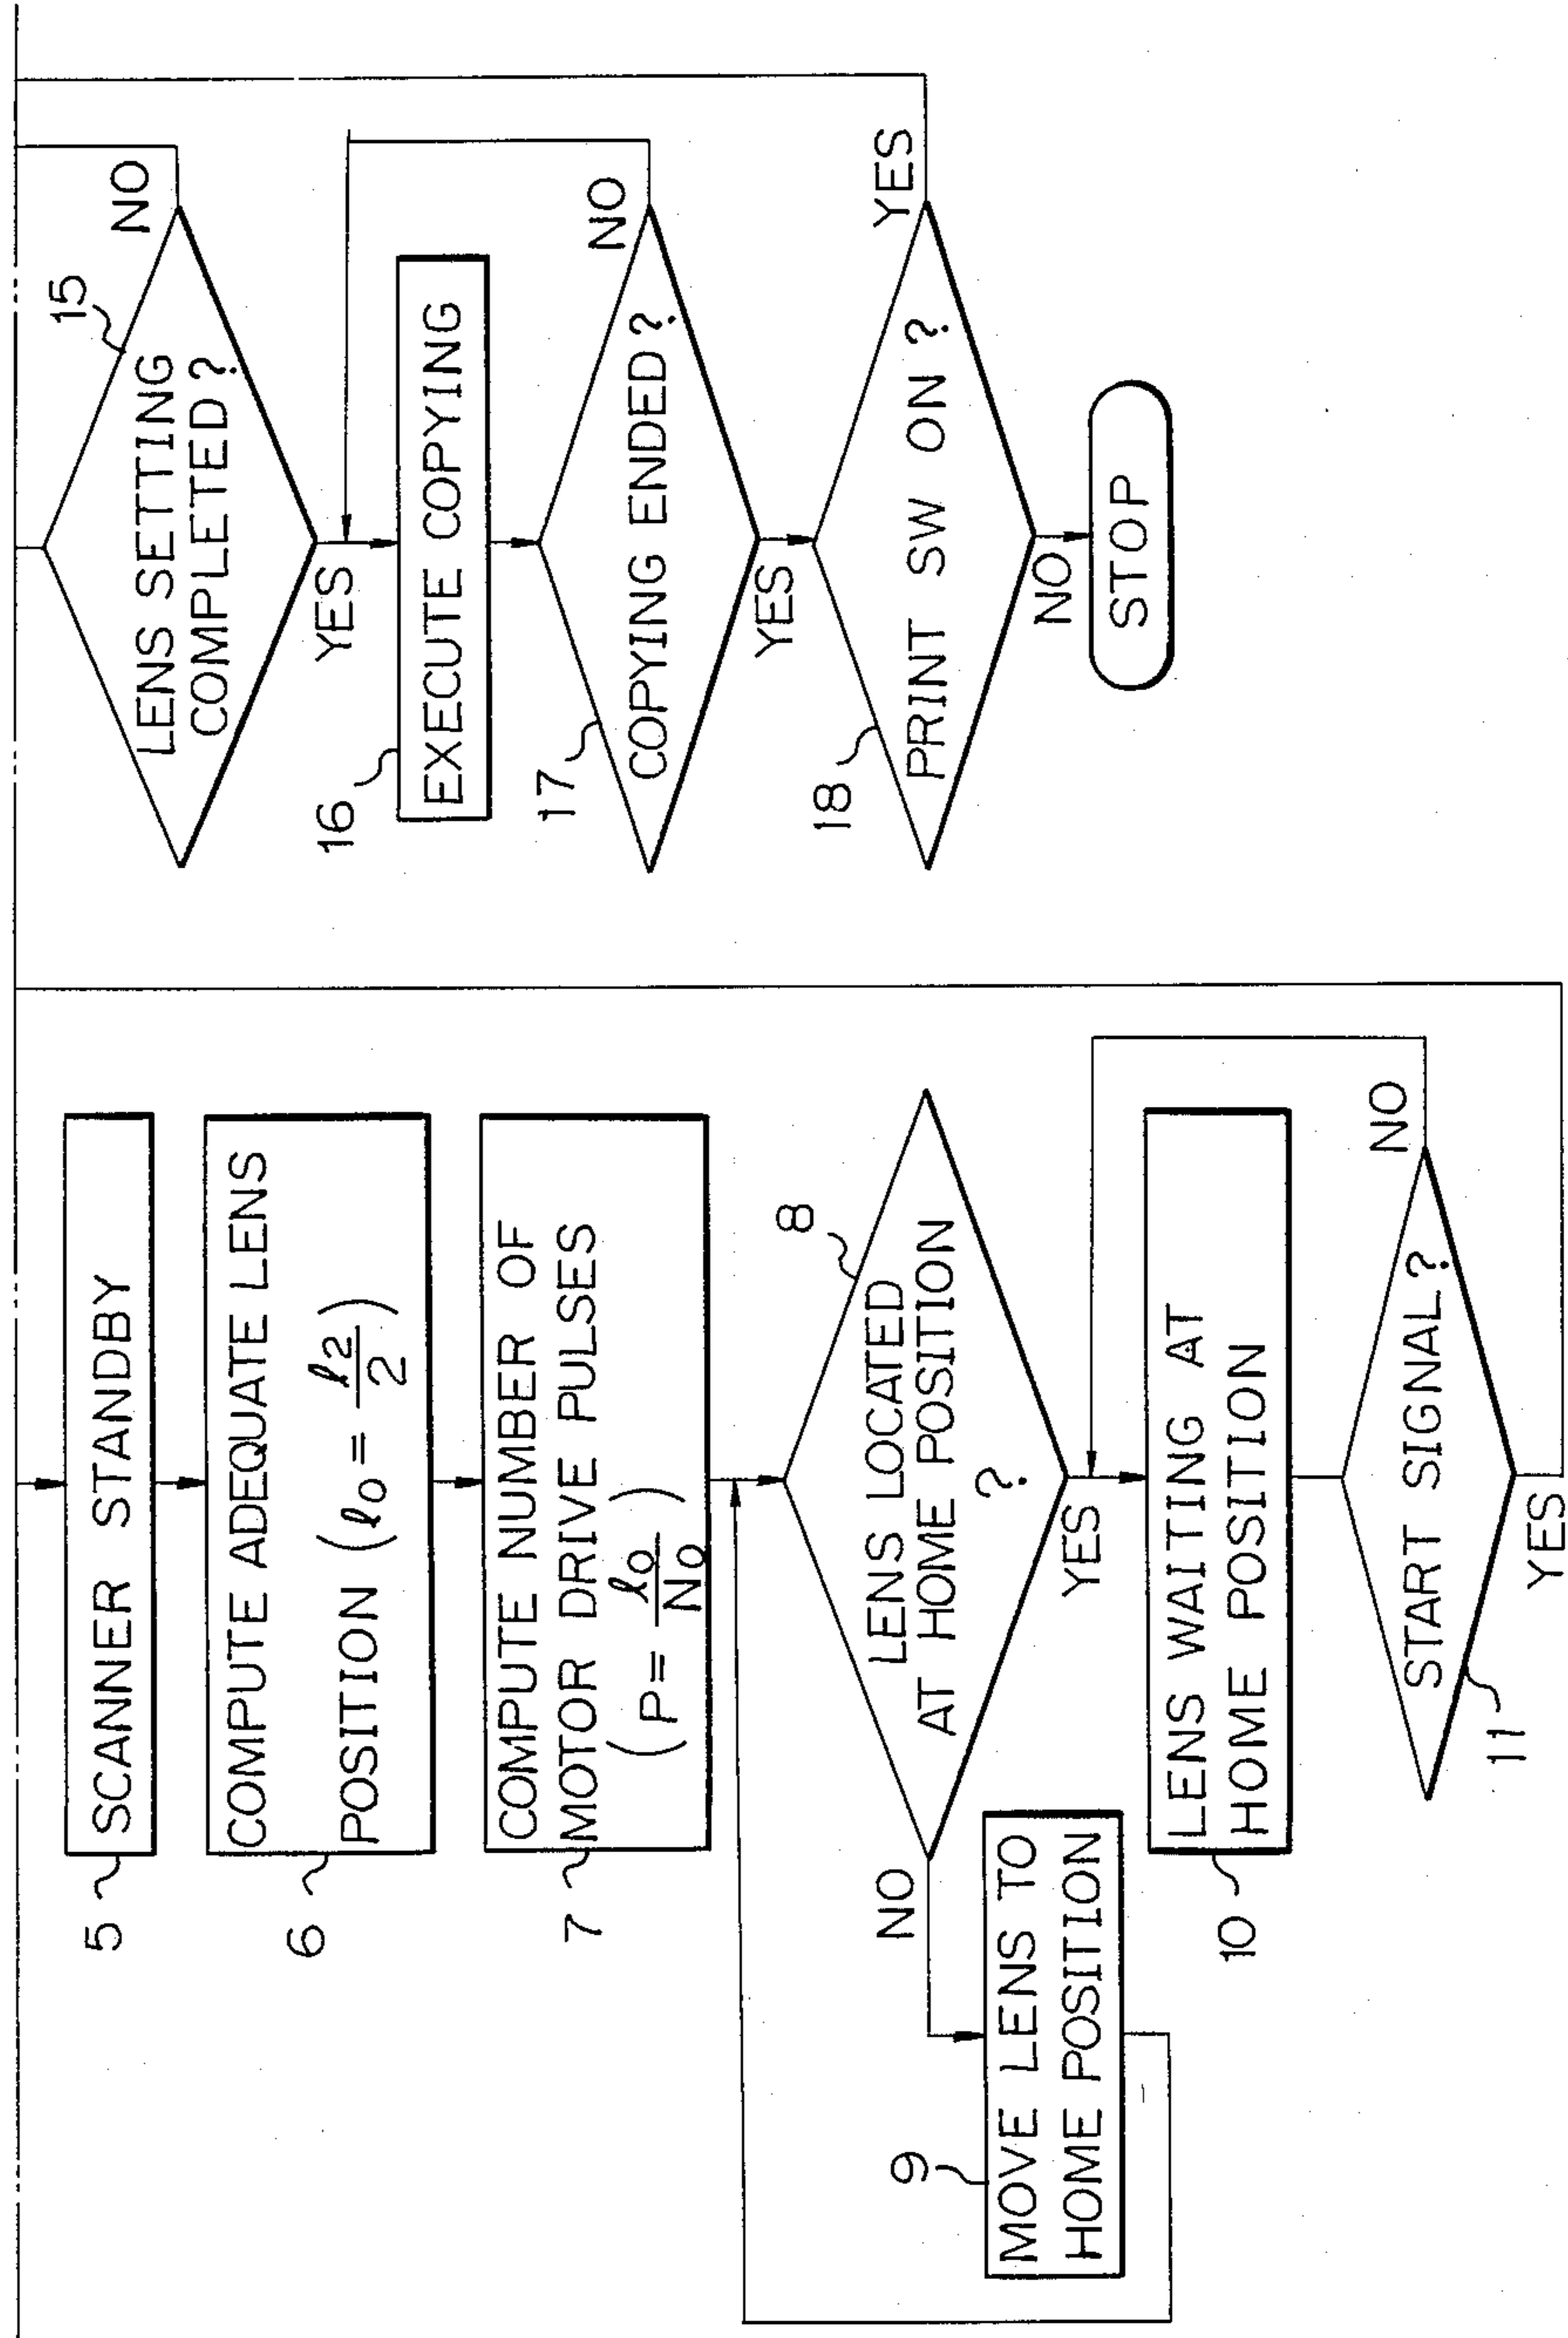 5
SCANNER STANDBY
6
COMPUTE ADEQUATE LENS
POSITION (ℓ0 = ℓ2/2)
7
COMPUTE NUMBER OF
MOTOR DRIVE PULSES
(P = ℓ0/N0)
8
LENS LOCATED
AT HOME POSITION
?
NO
YES
9
MOVE LENS TO
HOME POSITION
10
LENS WAITING AT
HOME POSITION
START SIGNAL?
11
NO
YES
15
LENS SETTING
COMPLETED?
NO
YES
16
EXECUTE COPYING
17
COPYING ENDED?
NO
YES
18
PRINT SW ON?
YES
NO
STOP